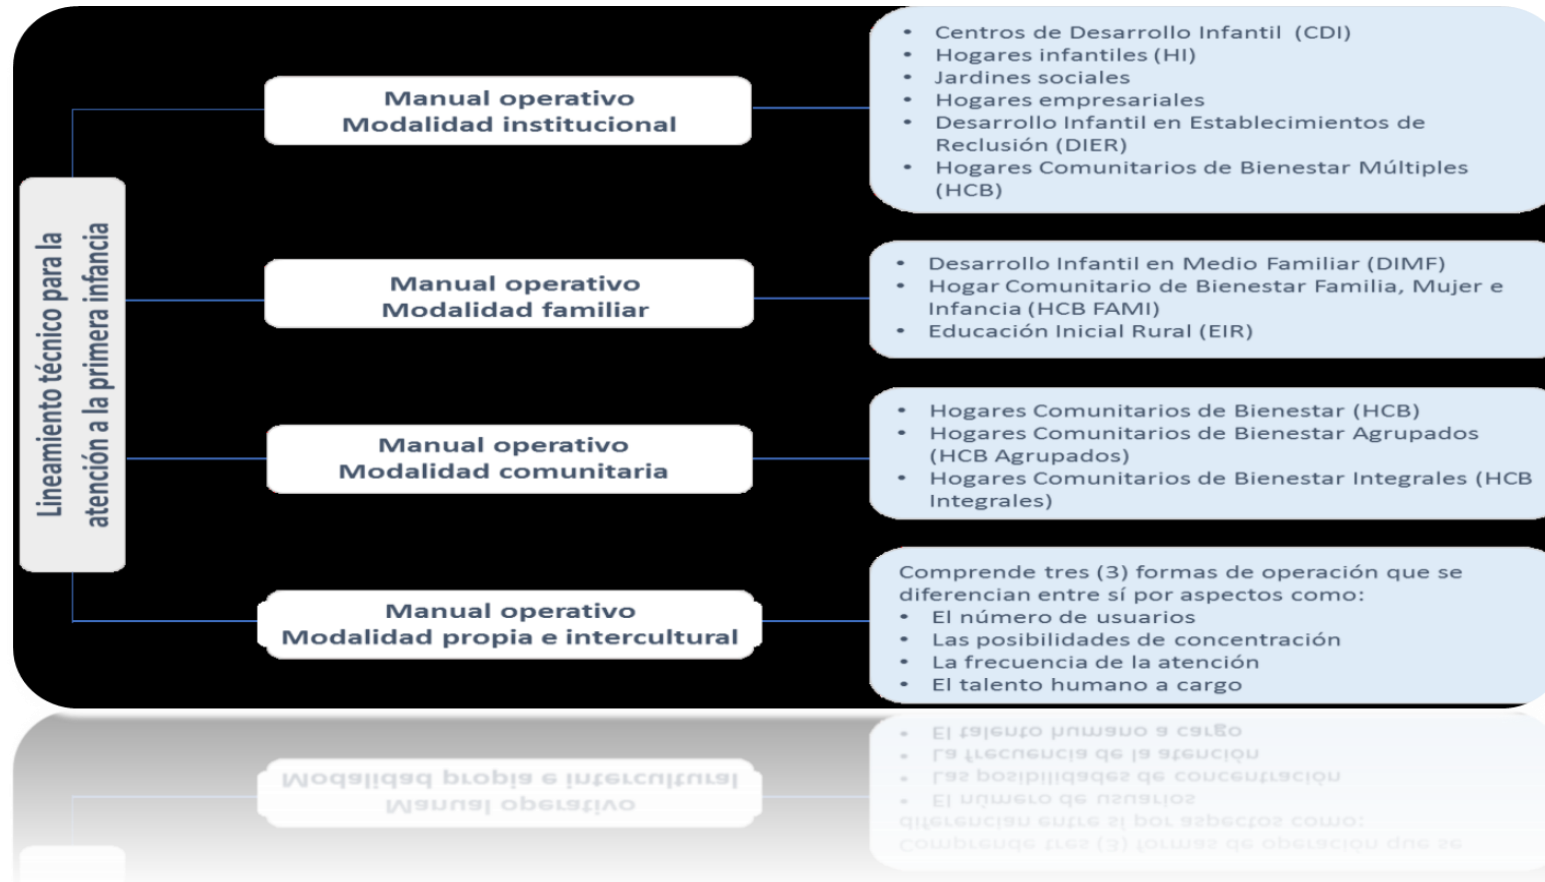 Lineamiento técnico para la
atención a la primera infancia
Manual operativo
Modalidad institucional
• Centros de Desarrollo Infantil (CDI)
• Hogares infantiles (HI)
• Jardines sociales
• Hogares empresariales
• Desarrollo Infantil en Establecimientos de
Reclusión (DIER)
• Hogares Comunitarios de Bienestar Múltiples
(HCB)
Manual operativo
Modalidad familiar
• Desarrollo Infantil en Medio Familiar (DIMF)
• Hogar Comunitario de Bienestar Familia, Mujer e
Infancia (HCB FAMI)
• Educación Inicial Rural (EIR)
Manual operativo
Modalidad comunitaria
• Hogares Comunitarios de Bienestar (HCB)
• Hogares Comunitarios de Bienestar Agrupados
(HCB Agrupados)
• Hogares Comunitarios de Bienestar Integrales (HCB
Integrales)
Manual operativo
Modalidad propia e intercultural
Comprende tres (3) formas de operación que se
diferencian entre sí por aspectos como:
• El número de usuarios
• Las posibilidades de concentración
• La frecuencia de la atención
• El talento humano a cargo